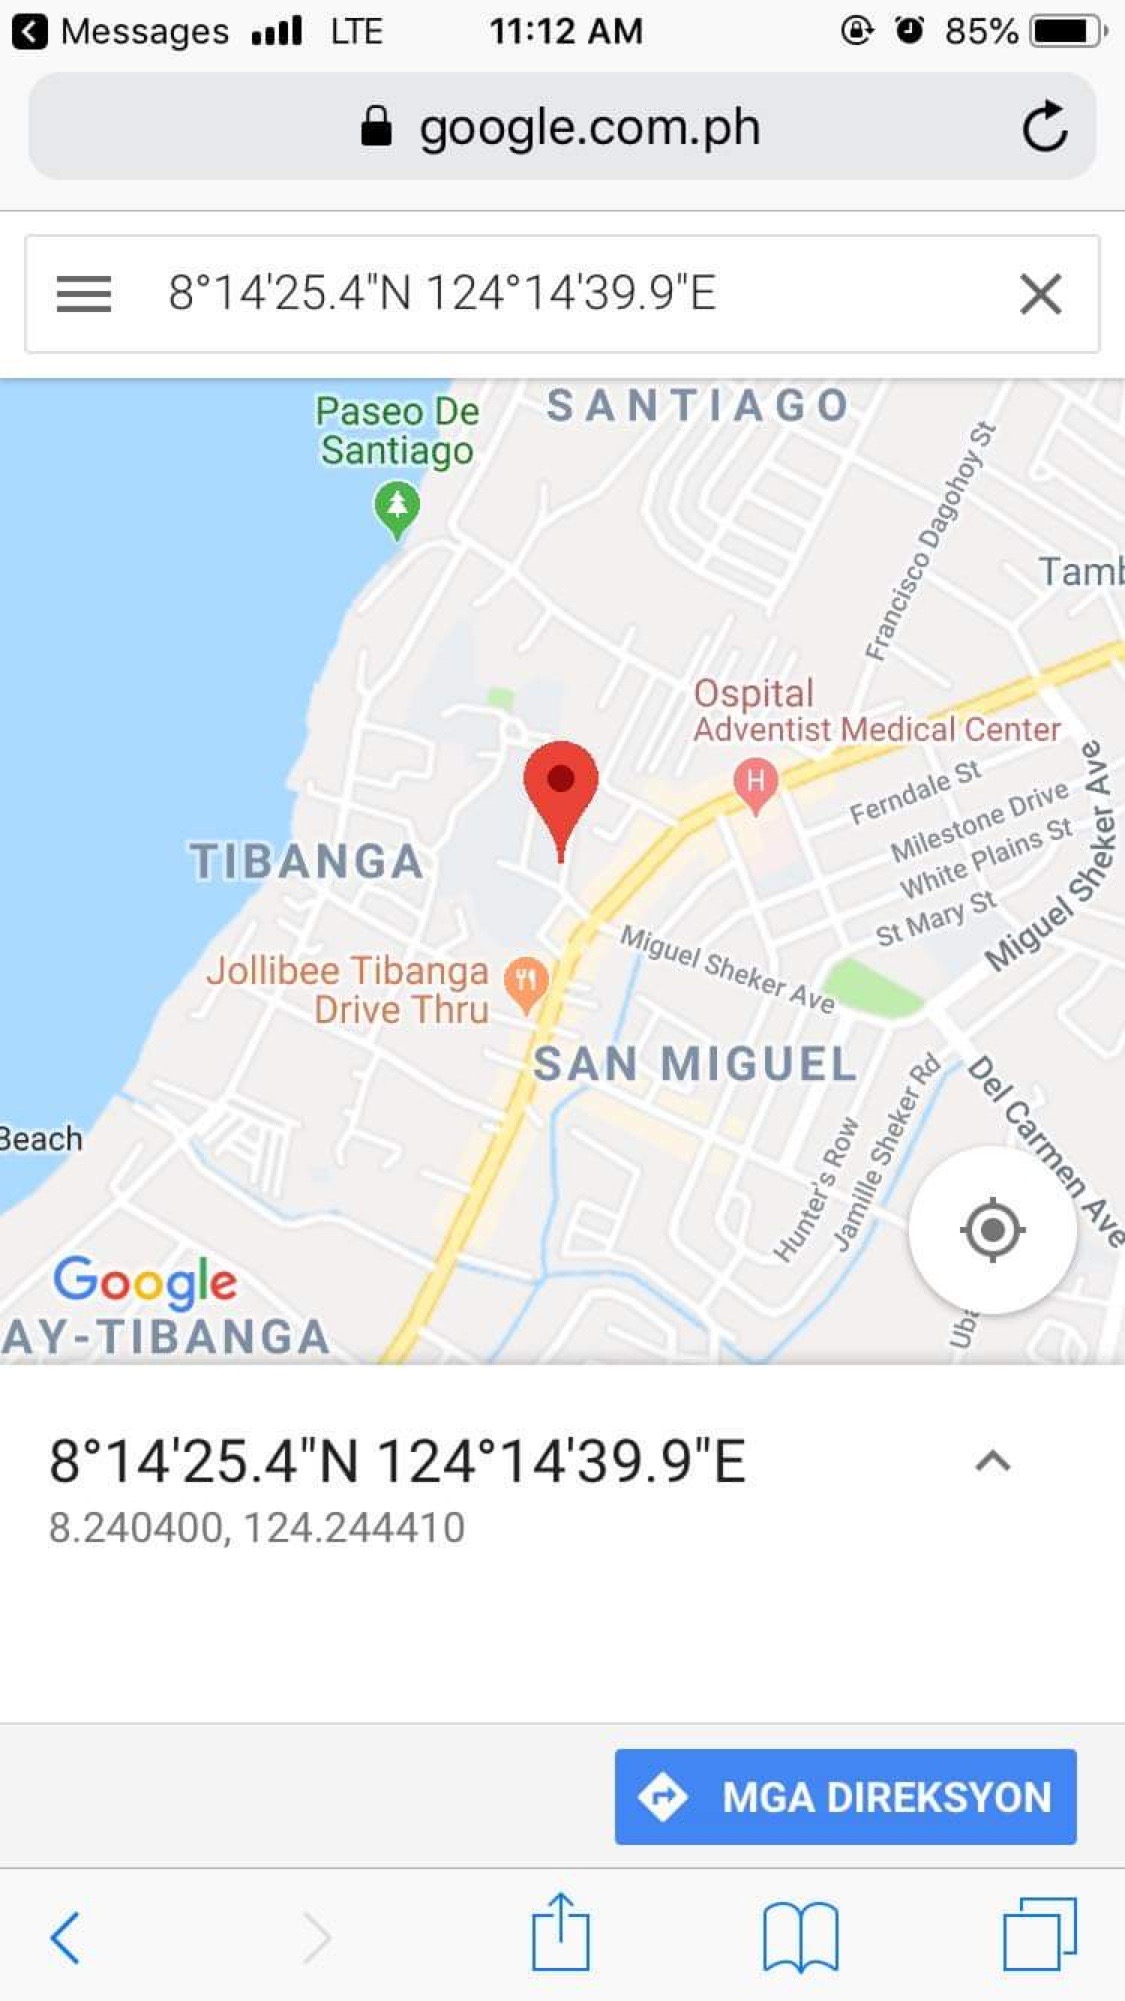 Messages LTE 11:12 AM 85%
google.com.ph
8°14'25.4"N 124°14'39.9"E
Paseo De
Santiago
SANTIAGO
Francisco Dagohoy St
Ospital
Adventist Medical Center
Ferndale St
Milestone Drive
White Plains St
St Mary St
Miguel Sheker Ave
TIBANGA
Miguel Sheker Ave
Jollibee Tibanga
Drive Thru
SAN MIGUEL
Beach
Hunter's Row
Jamille Sheker Rd
Del Carmen Ave
Google
AY-TIBANGA
8°14'25.4"N 124°14'39.9"E
8.240400, 124.244410
MGA DIREKSYON